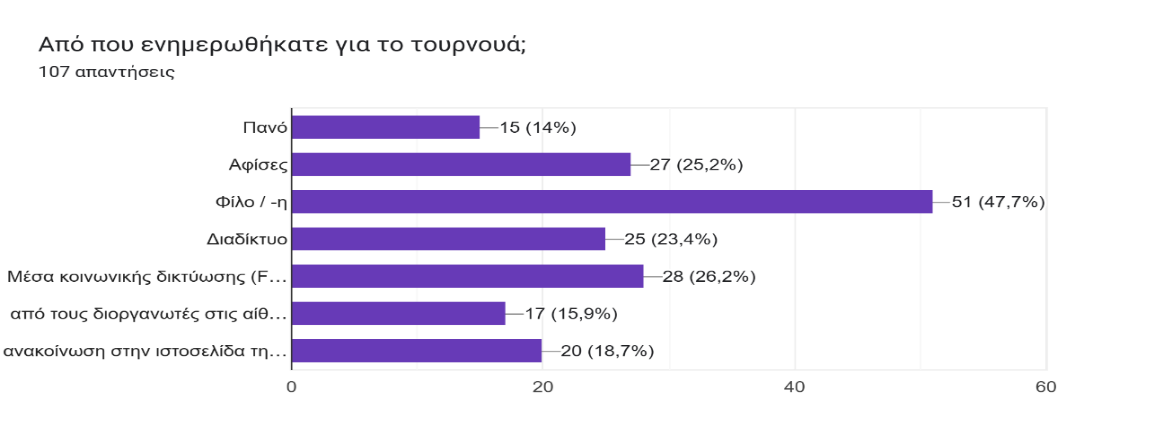 Από που ενημερωθήκατε για το τουρνουά;
107 απαντήσεις
Πανό 15 (14%)
Αφίσες 27 (25,2%)
Φίλο / -η 51 (47,7%)
Διαδίκτυο 25 (23,4%)
Μέσα κοινωνικής δικτύωσης (F… 28 (26,2%)
από τους διοργανωτές στις αίθ… 17 (15,9%)
ανακοίνωση στην ιστοσελίδα τη… 20 (18,7%)
0 20 40 60